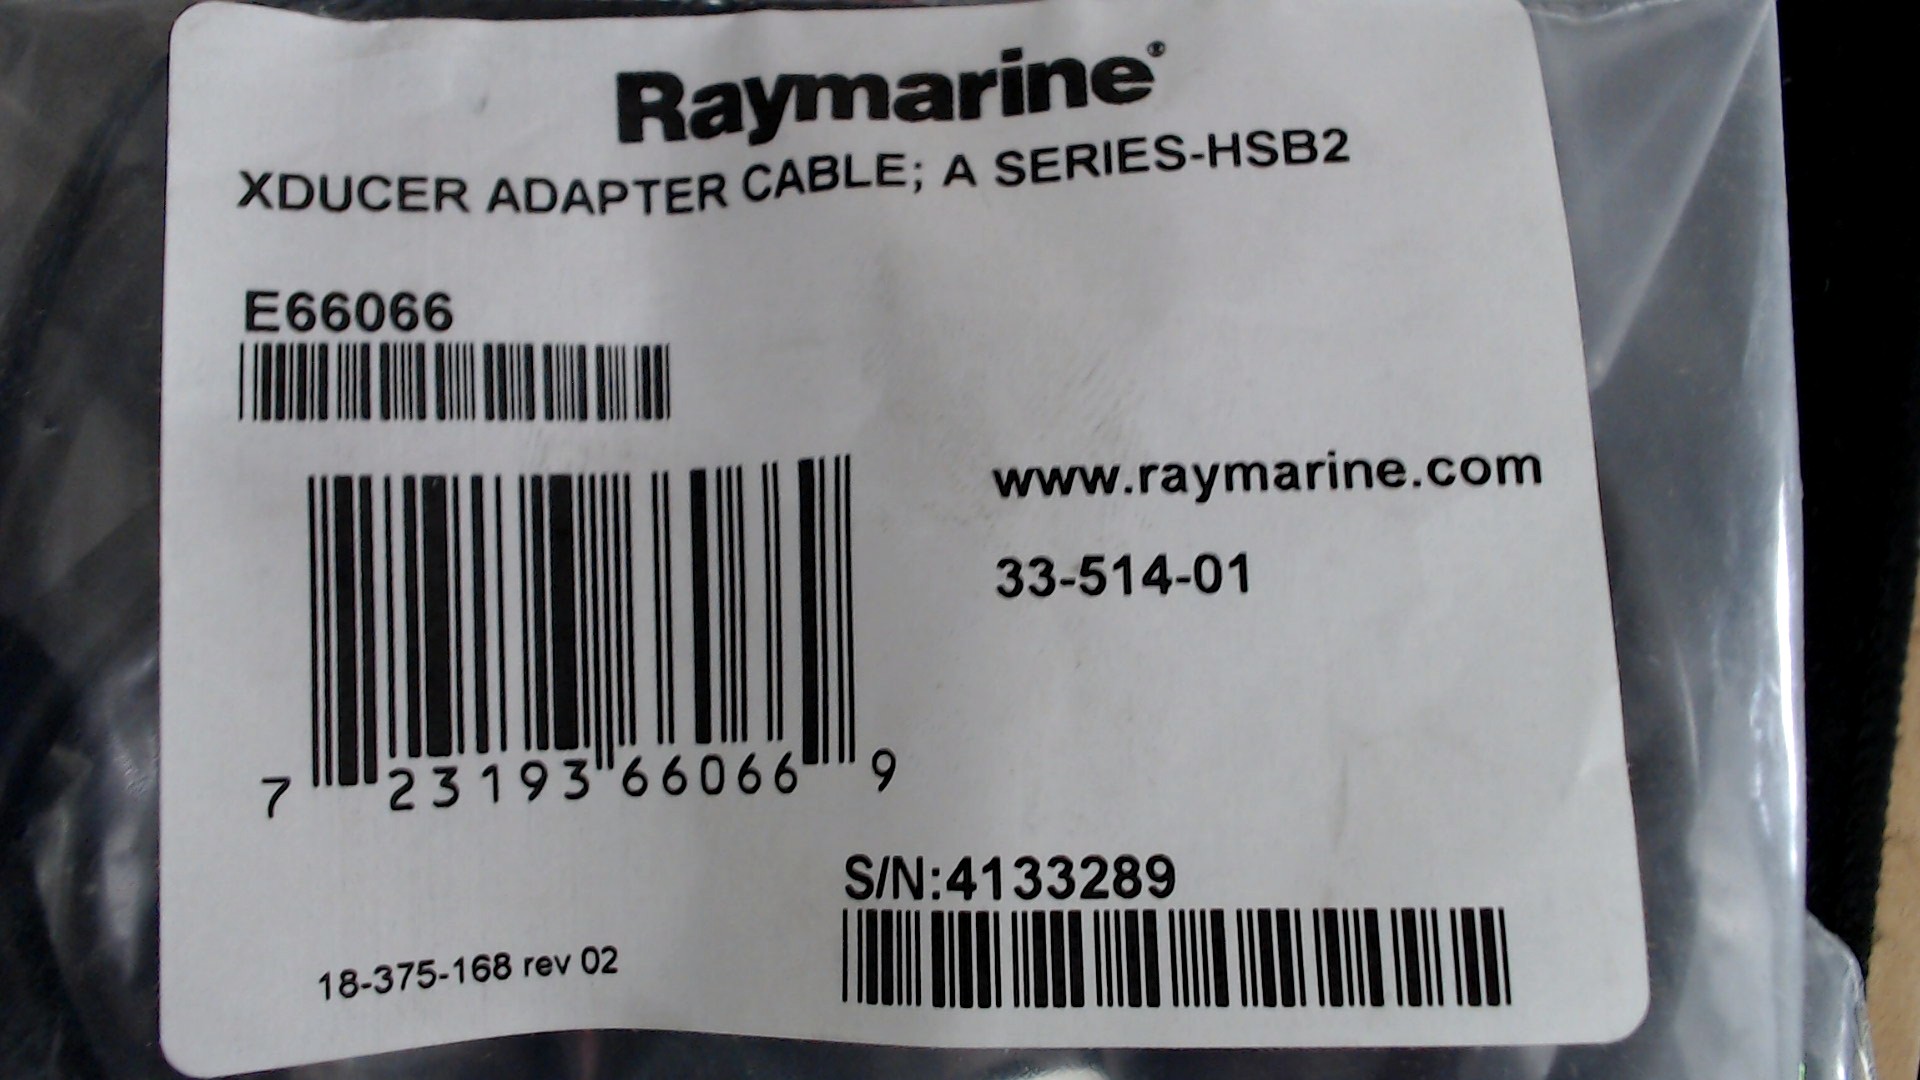 Raymarine®
XDUCER ADAPTER CABLE; A SERIES-HSB2
E66066
www.raymarine.com
33-514-01
7 23193 66066 9
S/N:4133289
18-375-168 rev 02